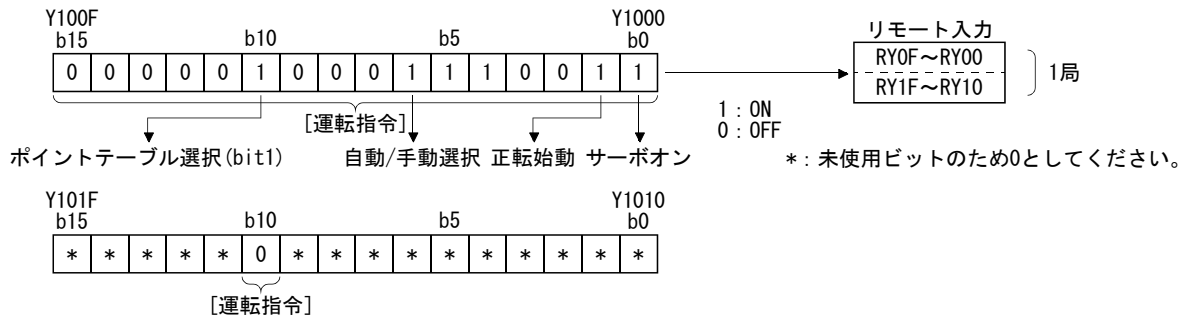 Y100F Y1000
b15 b10 b5 b0
0 0 0 0 0 1 0 0 0 1 1 1 0 0 1 1
[運転指令]
ポイントテーブル選択(bit1) 自動/手動選択 正転始動 サーボオン
1：ON
0：OFF
リモート入力
RY0F～RY00
RY1F～RY10
1局
*：未使用ビットのため0としてください。
Y101F Y1010
b15 b10 b5 b0
* * * * * 0 * * * * * * * * * *
[運転指令]